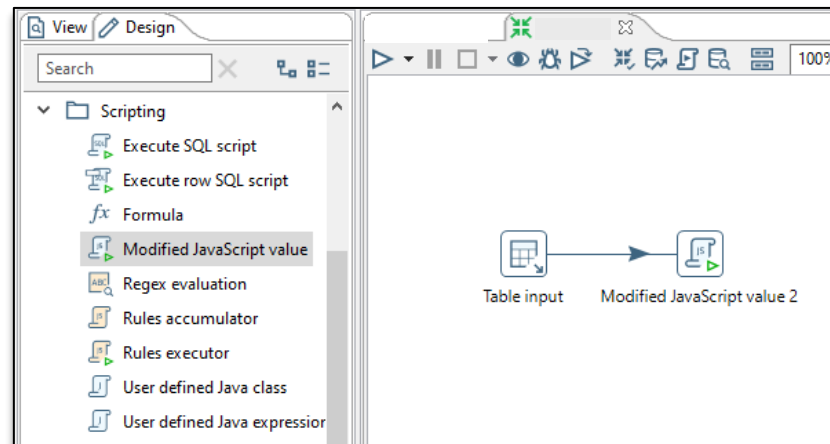 View
Design
100%
Search
Scripting
Execute SQL script
Execute row SQL script
fx Formula
Modified JavaScript value
Regex evaluation
Rules accumulator
Rules executor
User defined Java class
User defined Java expression
Table input
Modified JavaScript value 2